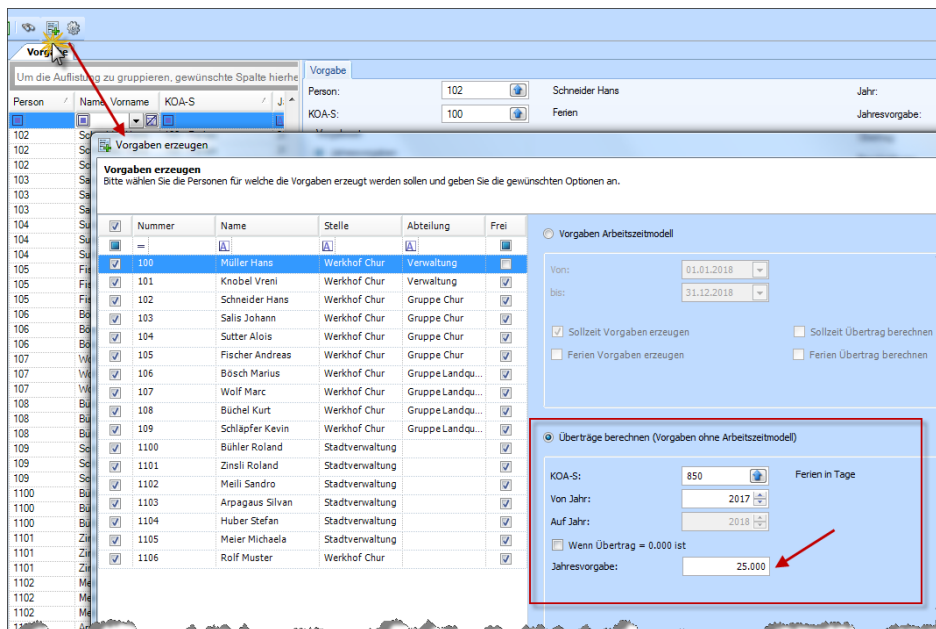 Vorgabe
Um die Auflistung zu gruppieren, gewünschte Spalte hierhe
Person Name Vorname KOA-S J
102
102
102
103
103
103
104
104
104
105
105
105
106
106
106
107
107
107
108
108
108
109
109
109
1100
1100
1100
1101
1101
1101
1102
1102
1102
Vorgabe
Person: 102 Schneider Hans Jahr:
KOA-S: 100 Ferien Jahresvorgabe:
Vorgaben erzeugen
Vorgaben erzeugen
Bitte wählen Sie die Personen für welche die Vorgaben erzeugt werden sollen und geben Sie die gewünschten Optionen an.
Nummer Name Stelle Abteilung Frei
= A A A
100 Müller Hans Werkhof Chur Verwaltung
101 Knobel Vreni Werkhof Chur Verwaltung
102 Schneider Hans Werkhof Chur Gruppe Chur
103 Salis Johann Werkhof Chur Gruppe Chur
104 Sutter Alois Werkhof Chur Gruppe Chur
105 Fischer Andreas Werkhof Chur Gruppe Chur
106 Bösch Marius Werkhof Chur Gruppe Landqu...
107 Wolf Marc Werkhof Chur Gruppe Landqu...
108 Büchel Kurt Werkhof Chur Gruppe Landqu...
109 Schläpfer Kevin Werkhof Chur Gruppe Landqu...
1100 Bühler Roland Stadtverwaltung
1101 Zinsli Roland Stadtverwaltung
1102 Meili Sandro Stadtverwaltung
1103 Arpagaus Silvan Stadtverwaltung
1104 Huber Stefan Stadtverwaltung
1105 Meier Michaela Stadtverwaltung
1106 Rolf Muster Werkhof Chur
Vorgaben Arbeitszeitmodell
Von: 01.01.2018
bis: 31.12.2018
Sollzeit Vorgaben erzeugen Sollzeit Übertrag berechnen
Ferien Vorgaben erzeugen Ferien Übertrag berechnen
Überträge berechnen (Vorgaben ohne Arbeitszeitmodell)
KOA-S: 850 Ferien in Tage
Von Jahr: 2017
Auf Jahr: 2018
Wenn Übertrag = 0.000 ist
Jahresvorgabe: 25.000